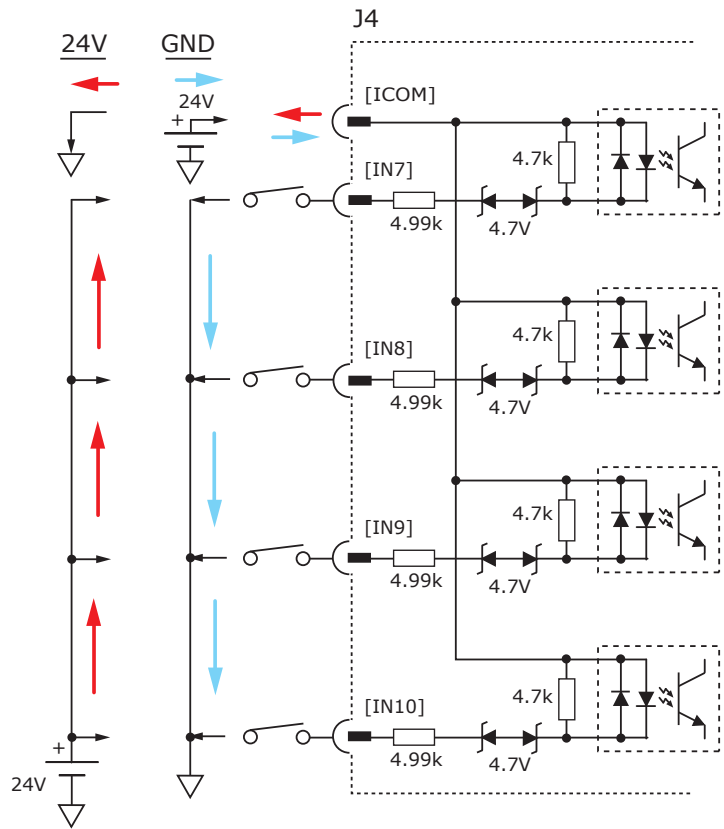 J4
24V GND
+ 24V
[ICOM]
4.7k
[IN7]
4.99k 4.7V
4.7k
[IN8]
4.99k 4.7V
4.7k
[IN9]
4.99k 4.7V
4.7k
[IN10]
4.99k 4.7V
+
24V